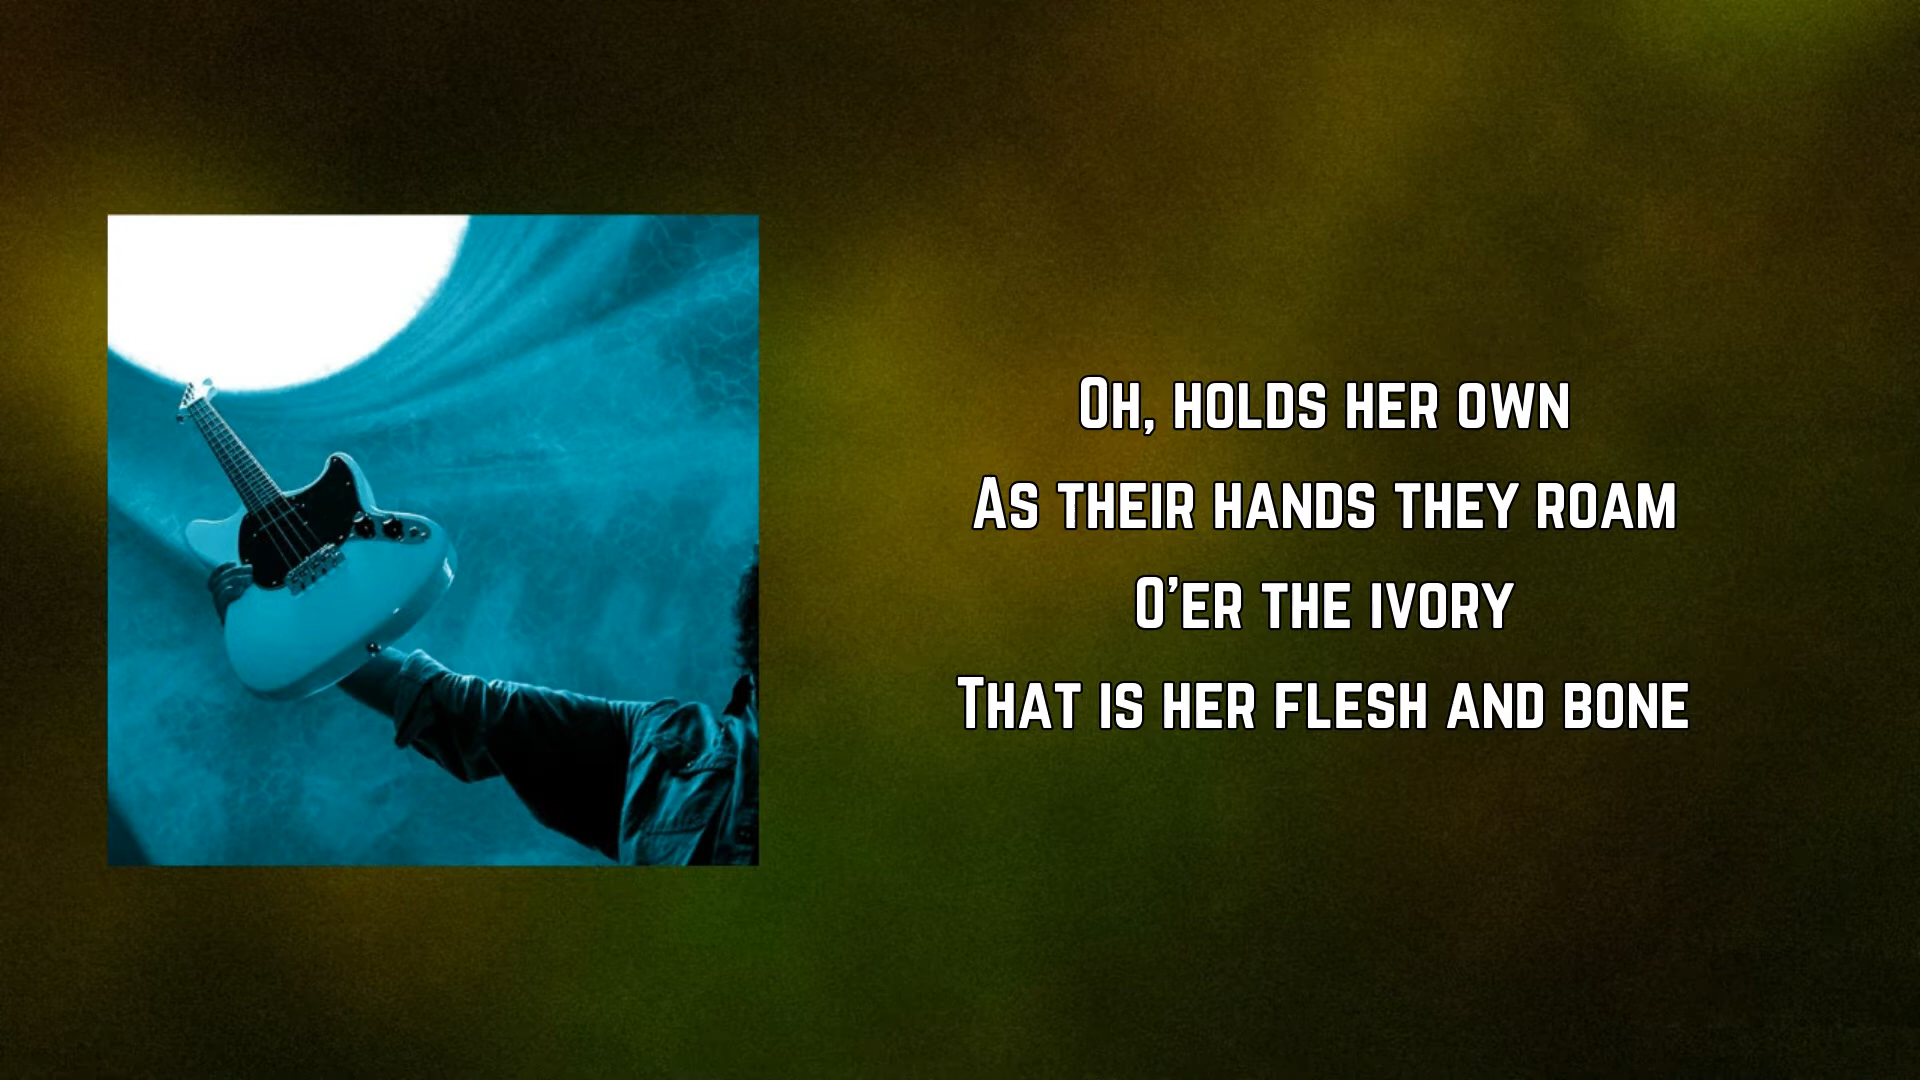 Oh, holds her own
As their hands they roam
O'er the ivory
That is her flesh and bone